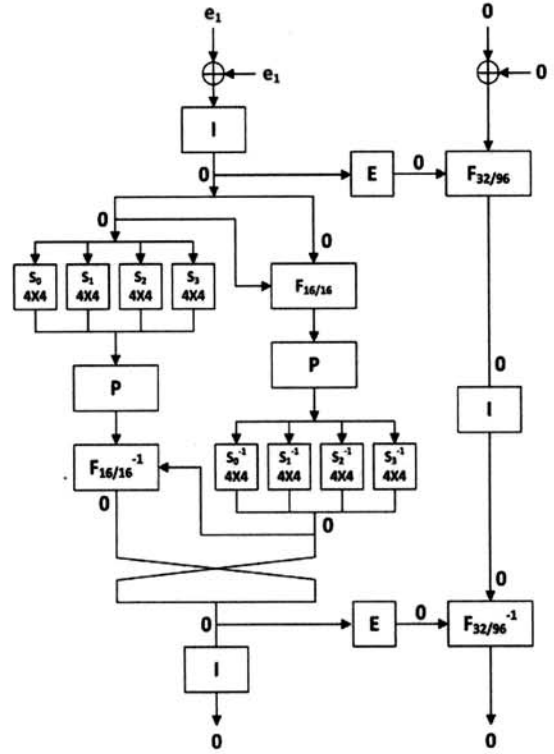 e₁ 0
e₁ 0
I
0 E 0 F₃₂/₉₆
0 0
S₀ 4X4 S₁ 4X4 S₂ 4X4 S₃ 4X4 F₁₆/₁₆
P 0
P I
F₁₆/₁₆⁻¹ S₀⁻¹ 4X4 S₁⁻¹ 4X4 S₂⁻¹ 4X4 S₃⁻¹ 4X4
0 0
0
0 E 0 F₃₂/₉₆⁻¹
I
0 0